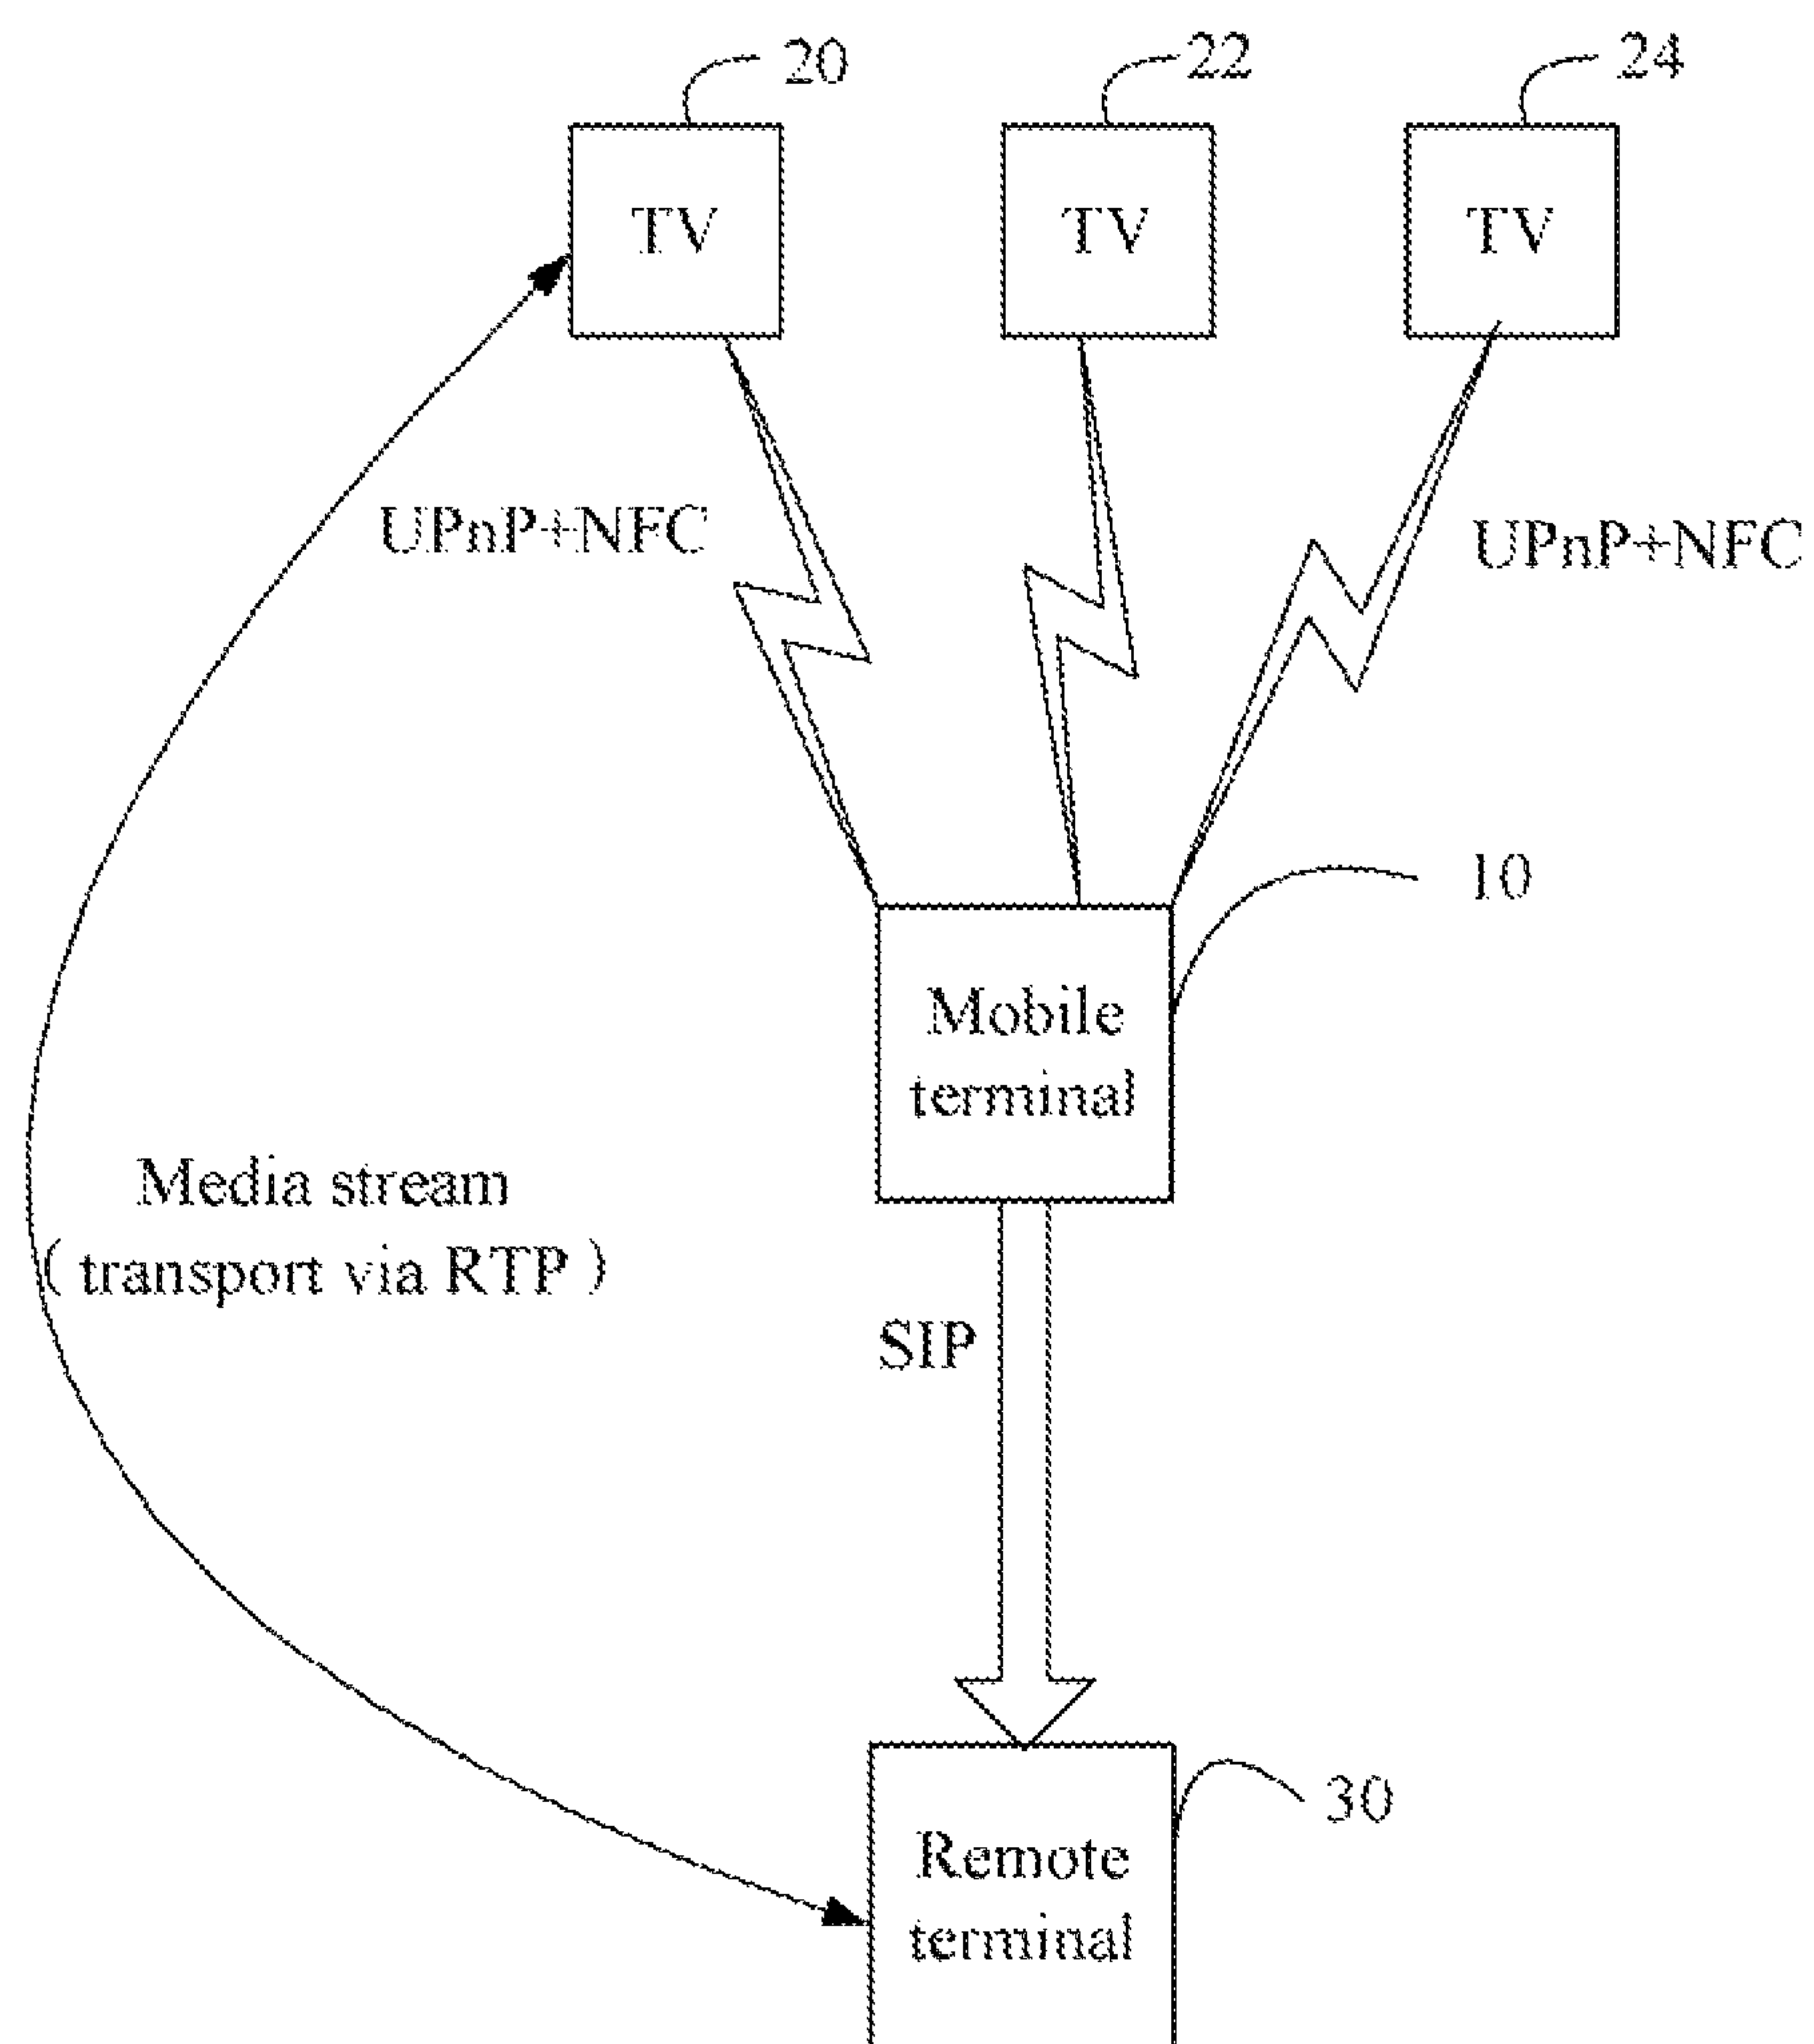 20
22
24
TV
TV
TV
UPnP+NFC
UPnP+NFC
10
Mobile
terminal
Media stream
( transport via RTP )
SIP
30
Remote
terminal